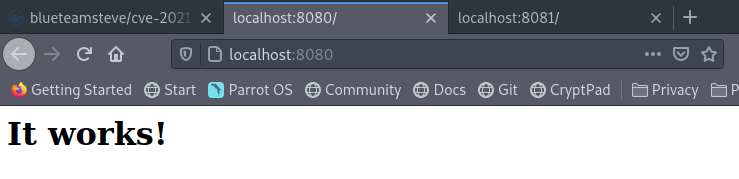 blueteamsteve/cve-2021
localhost:8080/
localhost:8081/
localhost:8080
Getting Started Start Parrot OS Community Docs Git CryptPad Privacy P
It works!